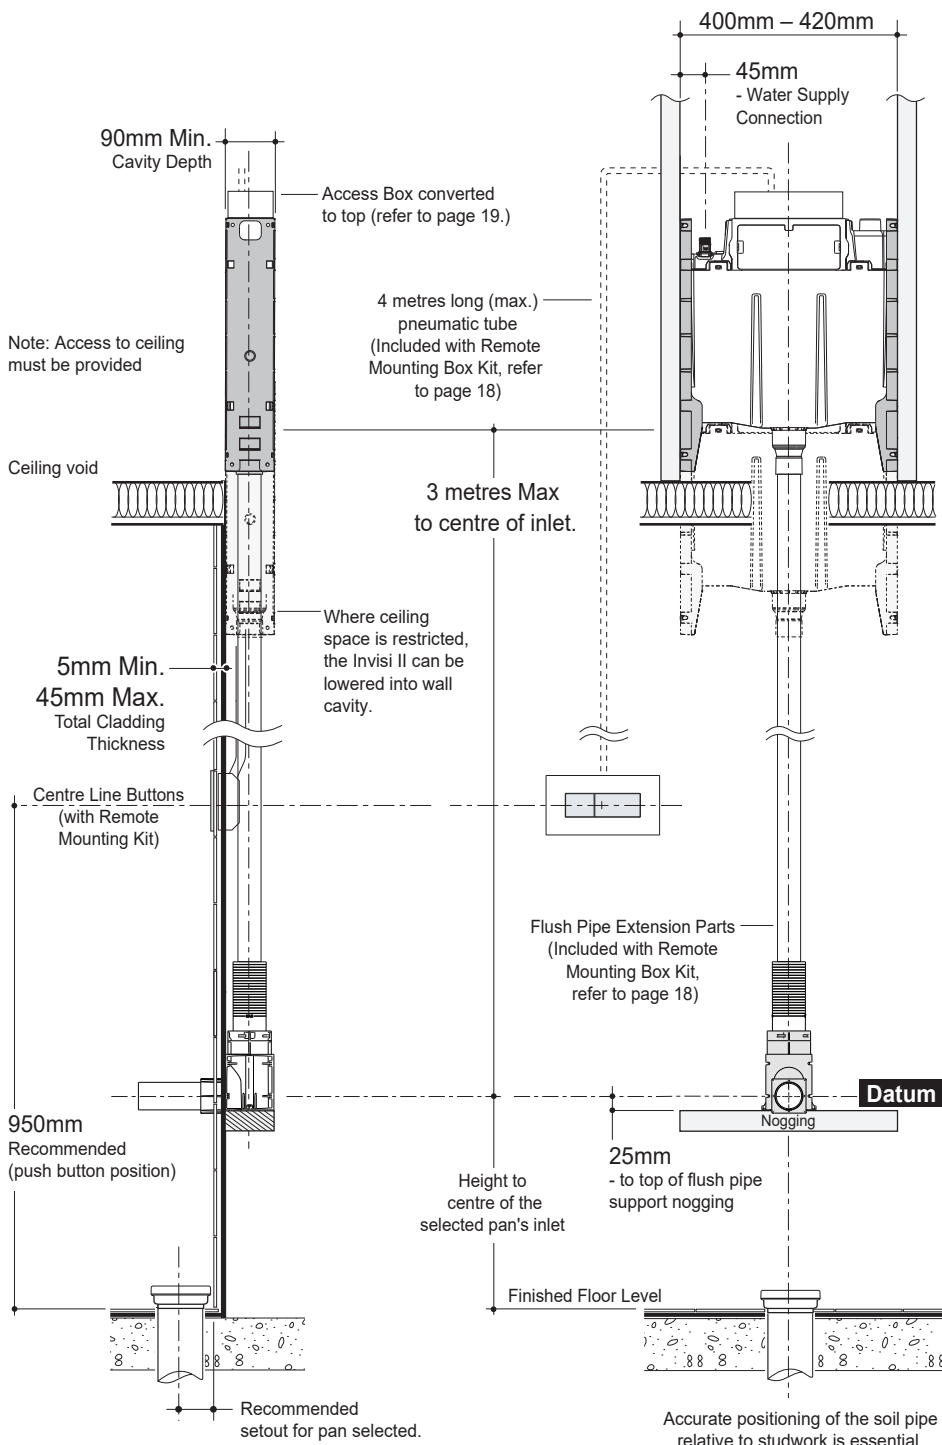 400mm – 420mm
45mm
- Water Supply
Connection
90mm Min.
Cavity Depth
Access Box converted
to top (refer to page 19.)
4 metres long (max.)
pneumatic tube
(Included with Remote
Mounting Box Kit, refer
to page 18)
Note: Access to ceiling
must be provided
Ceiling void
3 metres Max
to centre of inlet.
Where ceiling
space is restricted,
the Invisi II can be
lowered into wall
cavity.
5mm Min.
45mm Max.
Total Cladding
Thickness
Centre Line Buttons
(with Remote
Mounting Kit)
Flush Pipe Extension Parts
(Included with Remote
Mounting Box Kit,
refer to page 18)
Datum
Nogging
950mm
Recommended
(push button position)
25mm
- to top of flush pipe
support nogging
Height to
centre of the
selected pan's inlet
Finished Floor Level
Recommended
setout for pan selected.
Accurate positioning of the soil pipe
relative to studwork is essential